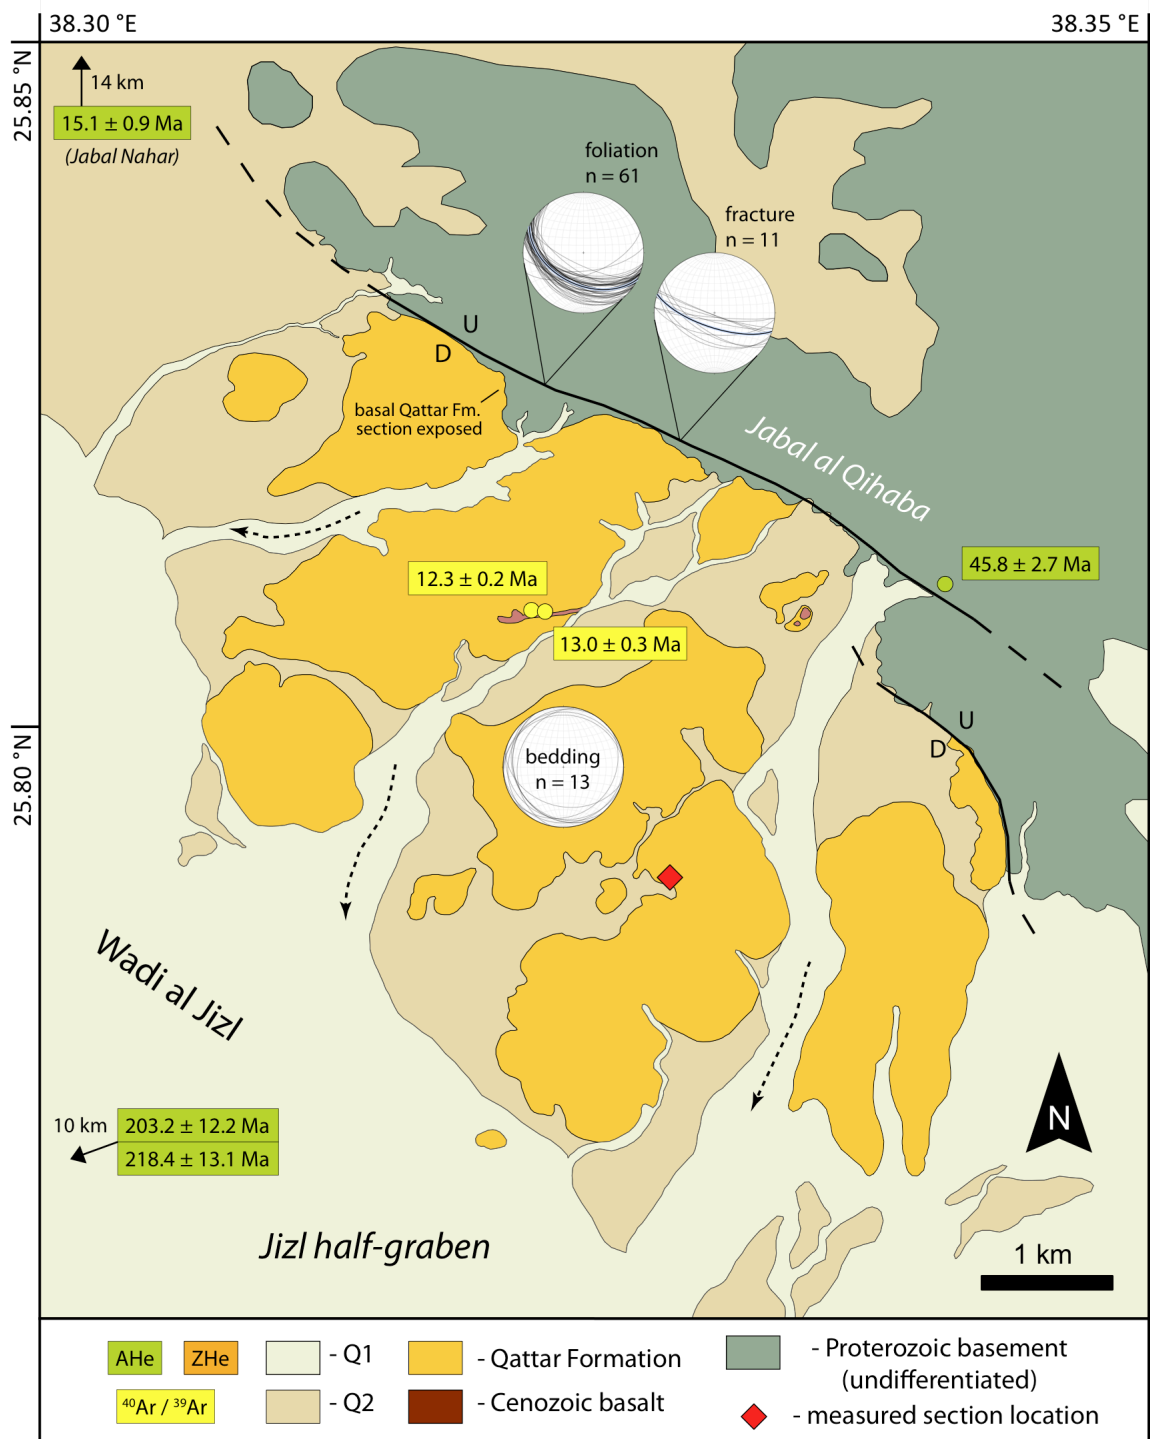 38.30 °E
38.35 °E
25.85 °N
14 km
15.1 ± 0.9 Ma
(Jabal Nahar)
foliation
n = 61
fracture
n = 11
U
D
basal Qattar Fm.
section exposed
Jabal al Qihaba
45.8 ± 2.7 Ma
12.3 ± 0.2 Ma
13.0 ± 0.3 Ma
25.80 °N
U
D
bedding
n = 13
Wadi al Jizl
10 km
203.2 ± 12.2 Ma
218.4 ± 13.1 Ma
N
Jizl half-graben
1 km
AHe
ZHe
- Q1
- Qattar Formation
- Proterozoic basement
(undifferentiated)
⁴⁰Ar / ³⁹Ar
- Q2
- Cenozoic basalt
- measured section location